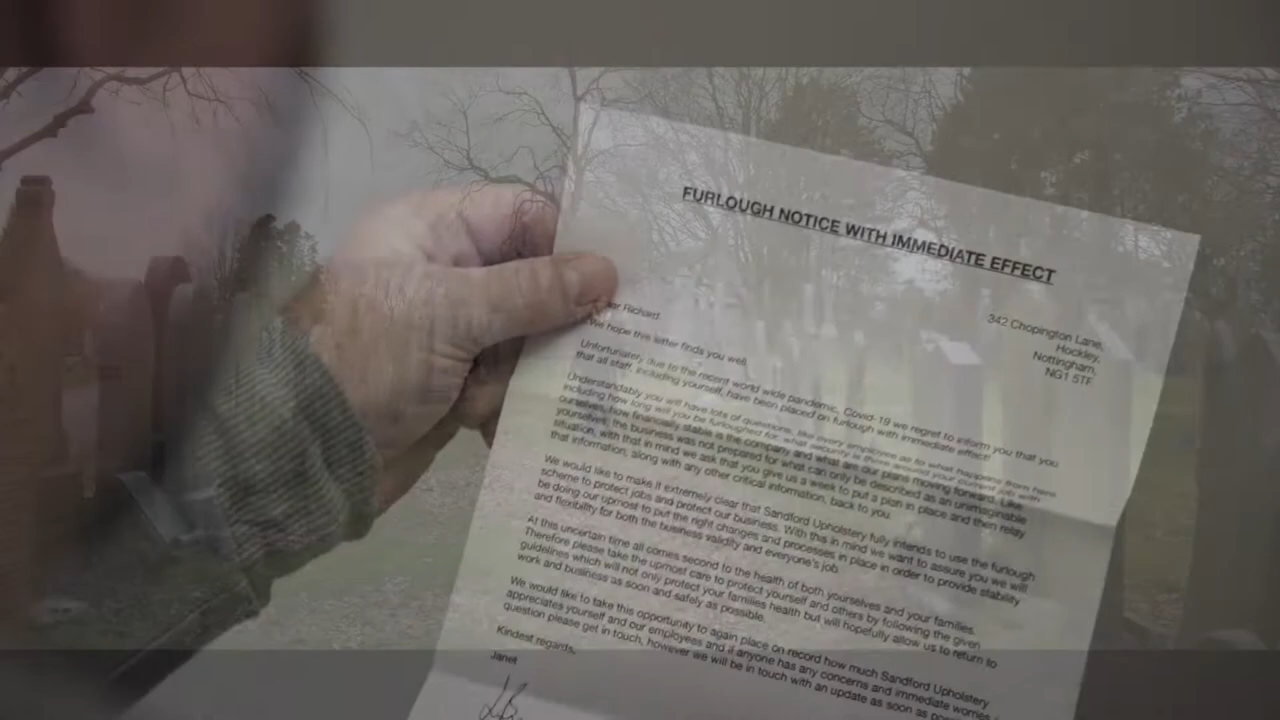 FURLOUGH NOTICE WITH IMMEDIATE EFFECT
342 Chopington Lane,
Hockley,
Nottingham,
NG1 5TF
Richard,
We hope this letter finds you well
Unfortunately due to the recent world wide pandemic, Covid-19 we regret to inform you that you
that all staff, including yourself, have been placed on furlough with immediate effect!
Understandably you will have lots of questions, like every employee as to what happens from here
including how long will you be furloughed for, what security is there around your current job with
ourselves, how financially stable is the company and what are our plans moving forward. Like
yourselves, the business was not prepared for what can only be described as an unimaginable
situation, with that in mind we ask that you give us a week to put a plan in place and then relay
that information, along with any other critical information, back to you.
We would like to make it extremely clear that Sandford Upholstery fully intends to use the furlough
scheme to protect jobs and protect our business. With this in mind we want to assure you we will
be doing our upmost to put the right changes and processes in place in order to provide stability
and flexibility for both the business validity and everyone's job.
At this uncertain time all comes second to the health of both yourselves and your families.
Therefore please take the upmost care to protect yourself and others by following the given
guidelines which will not only protect your families health but will hopefully allow us to return to
work and business as soon and safely as possible.
We would like to take this opportunity to again place on record how much Sandford Upholstery
appreciates yourself and our employees and if anyone has any concerns and immediate worries /
question please get in touch, however we will be in touch with an update as soon as
Kindest regards,
Janet